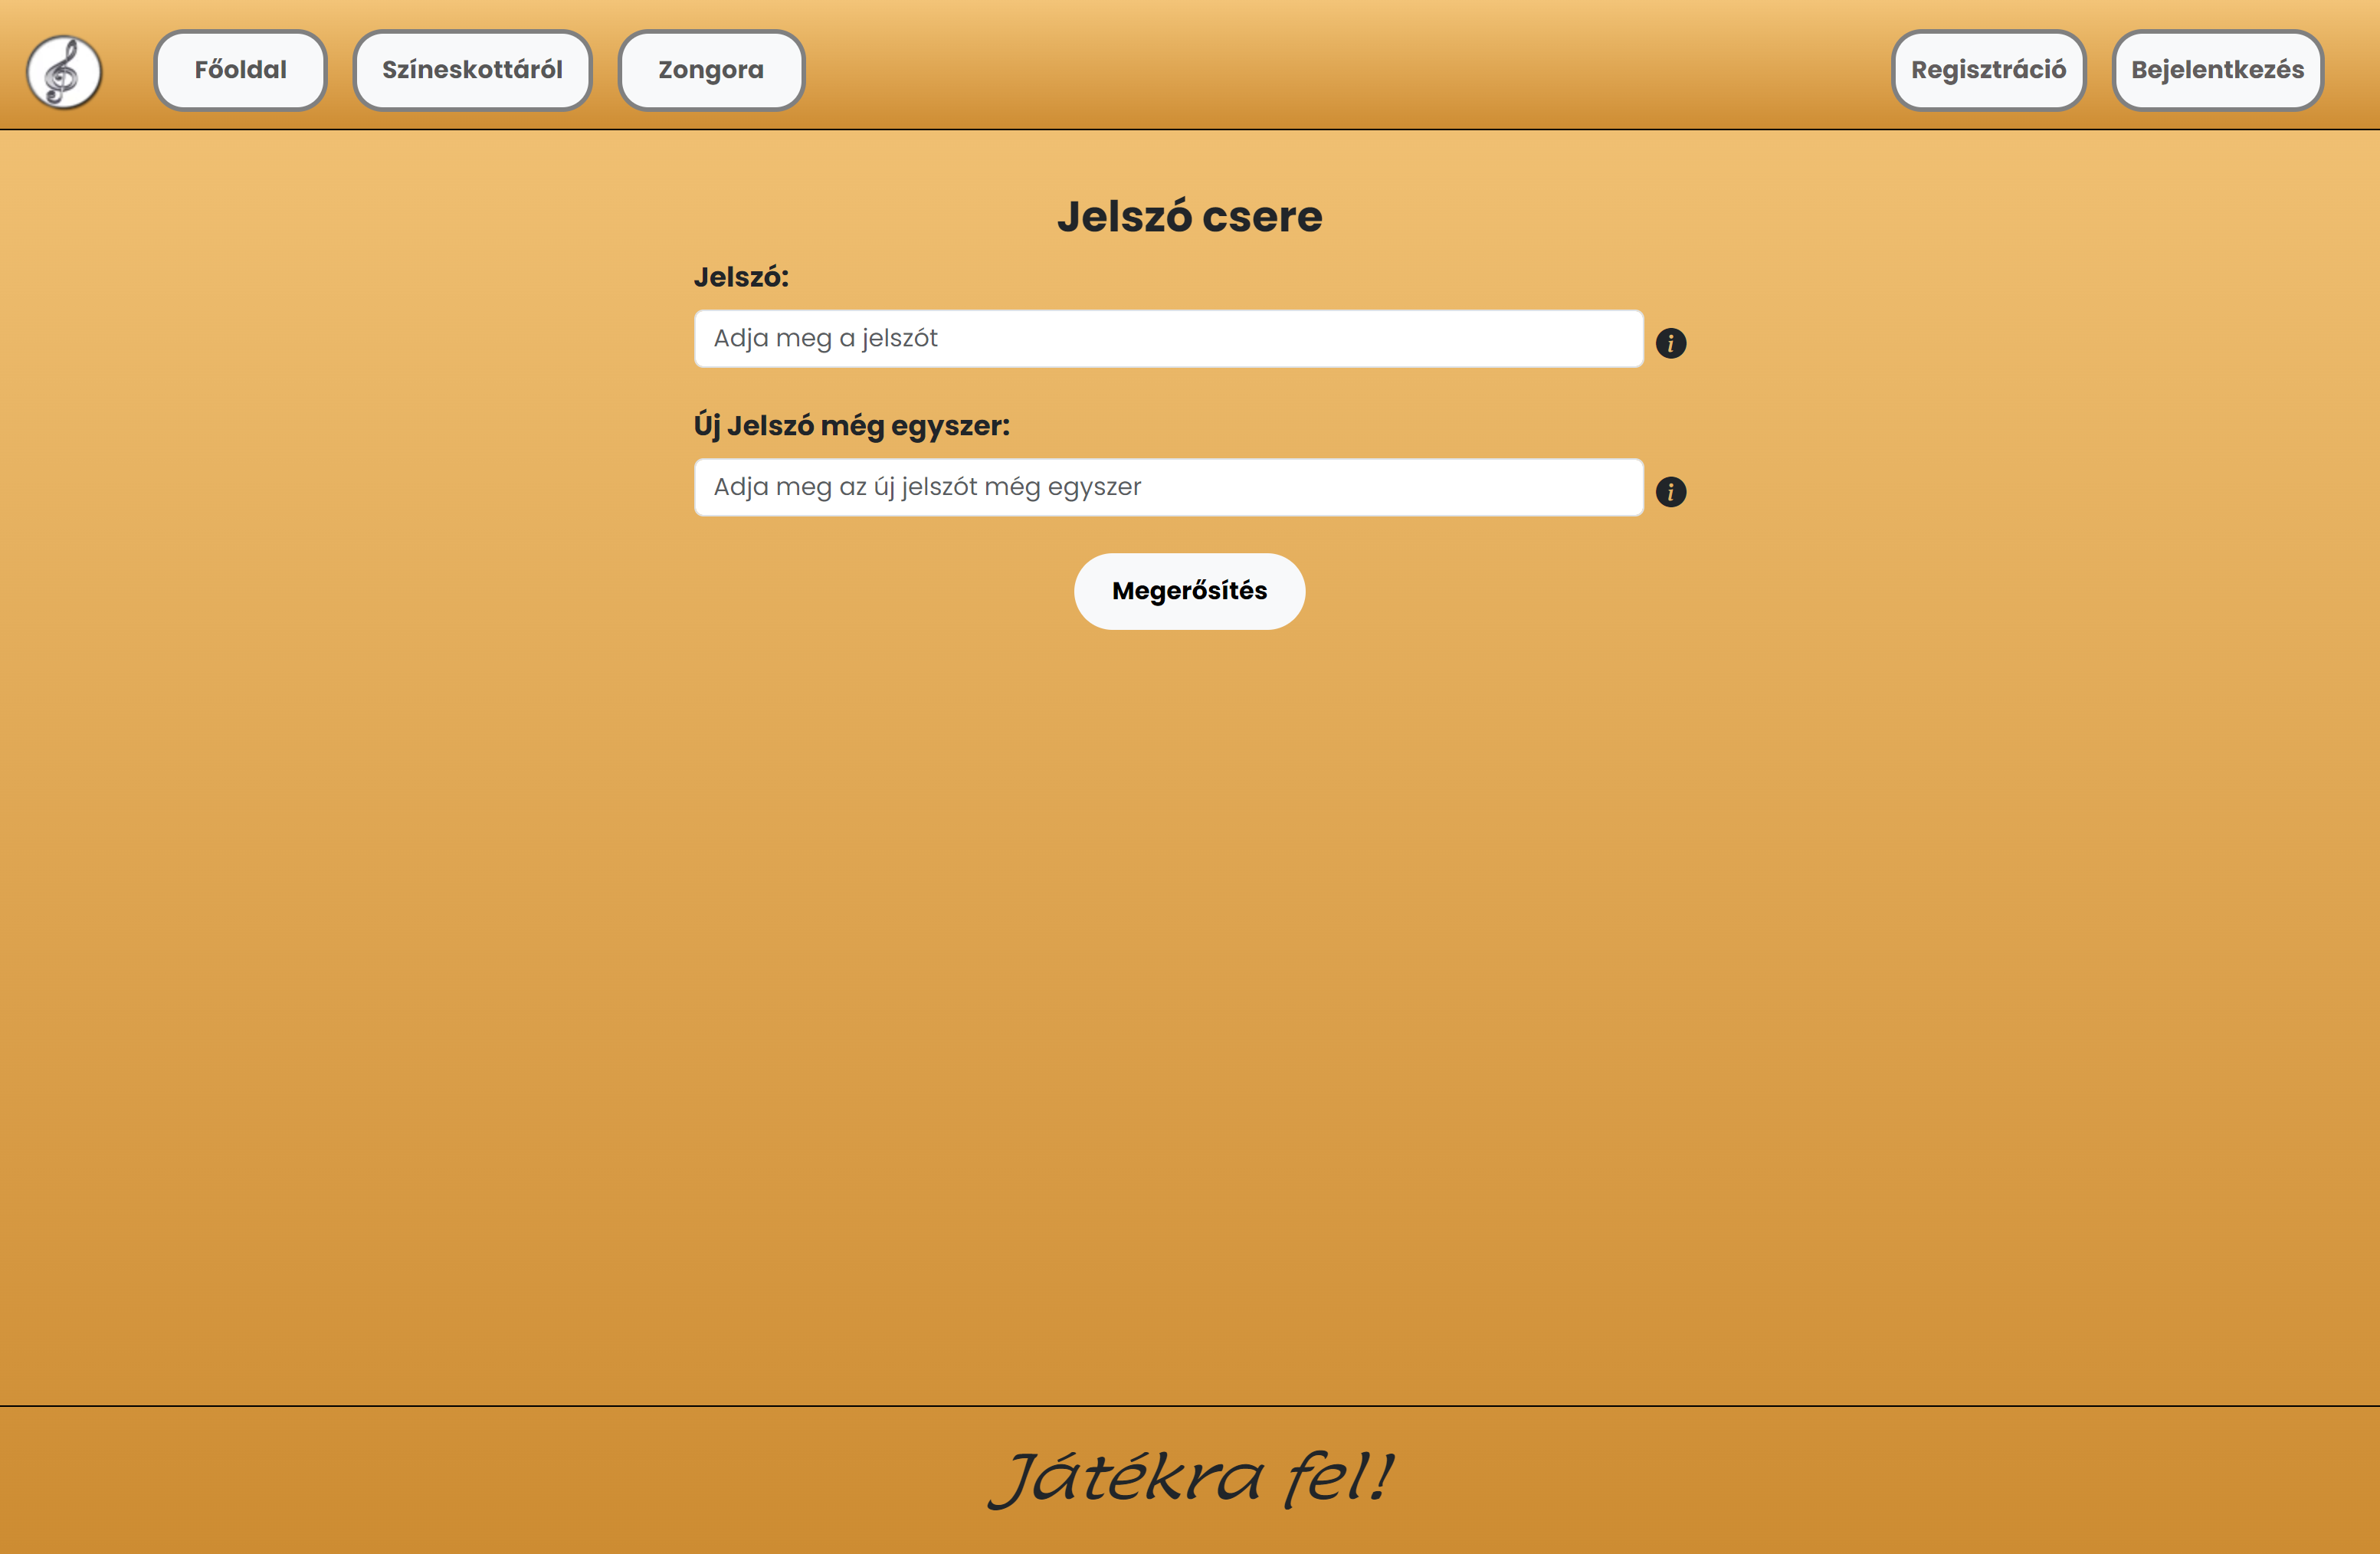 Főoldal
Színeskottáról
Zongora
Regisztráció
Bejelentkezés
Jelszó csere
Jelszó:
Adja meg a jelszót
i
Új Jelszó még egyszer:
Adja meg az új jelszót még egyszer
i
Megerősítés
Játékra fel!